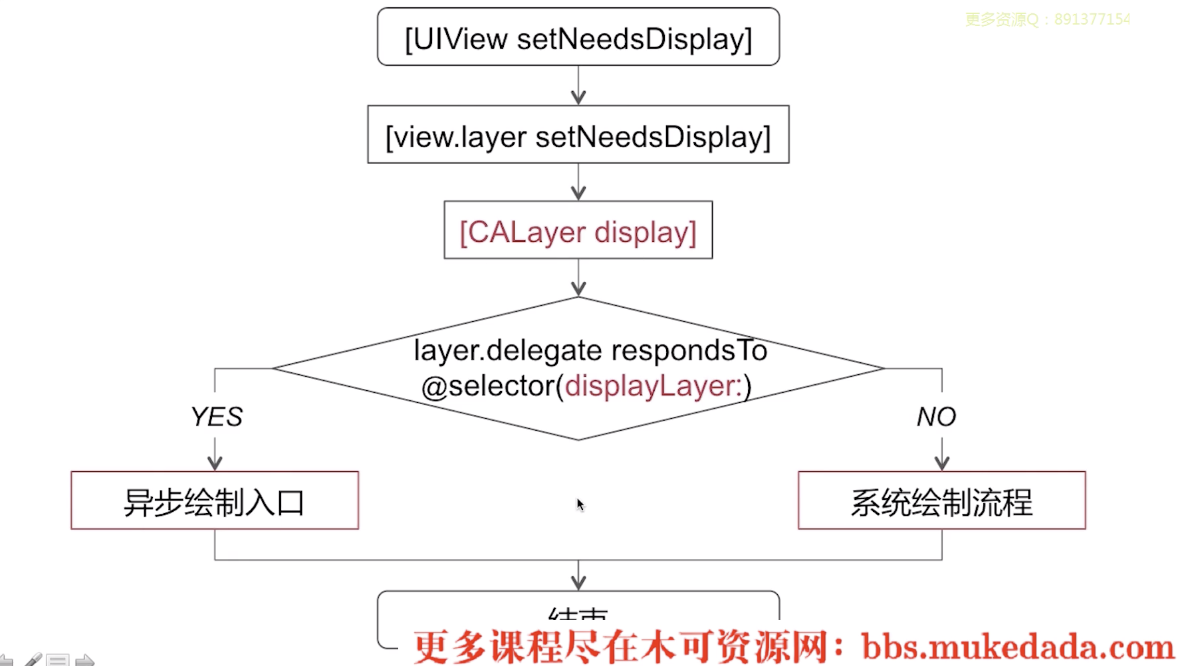 更多资源Q：891377154
[UIView setNeedsDisplay]
[view.layer setNeedsDisplay]
[CALayer display]
layer.delegate respondsTo
@selector(displayLayer:)
YES
NO
异步绘制入口
系统绘制流程
结束
更多课程尽在木可资源网：bbs.mukedada.com